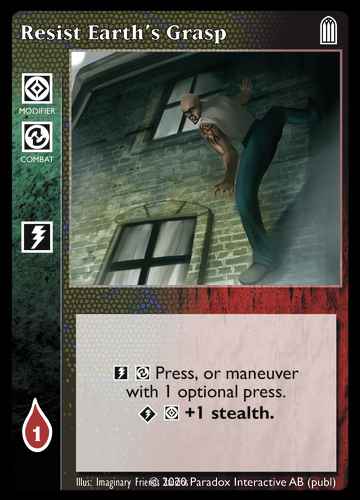 Resist Earth's Grasp
MODIFIER
COMBAT
Press, or maneuver
with 1 optional press.
+1 stealth.
1
Illus: Imaginary Friends © 2020 Paradox Interactive AB (publ)